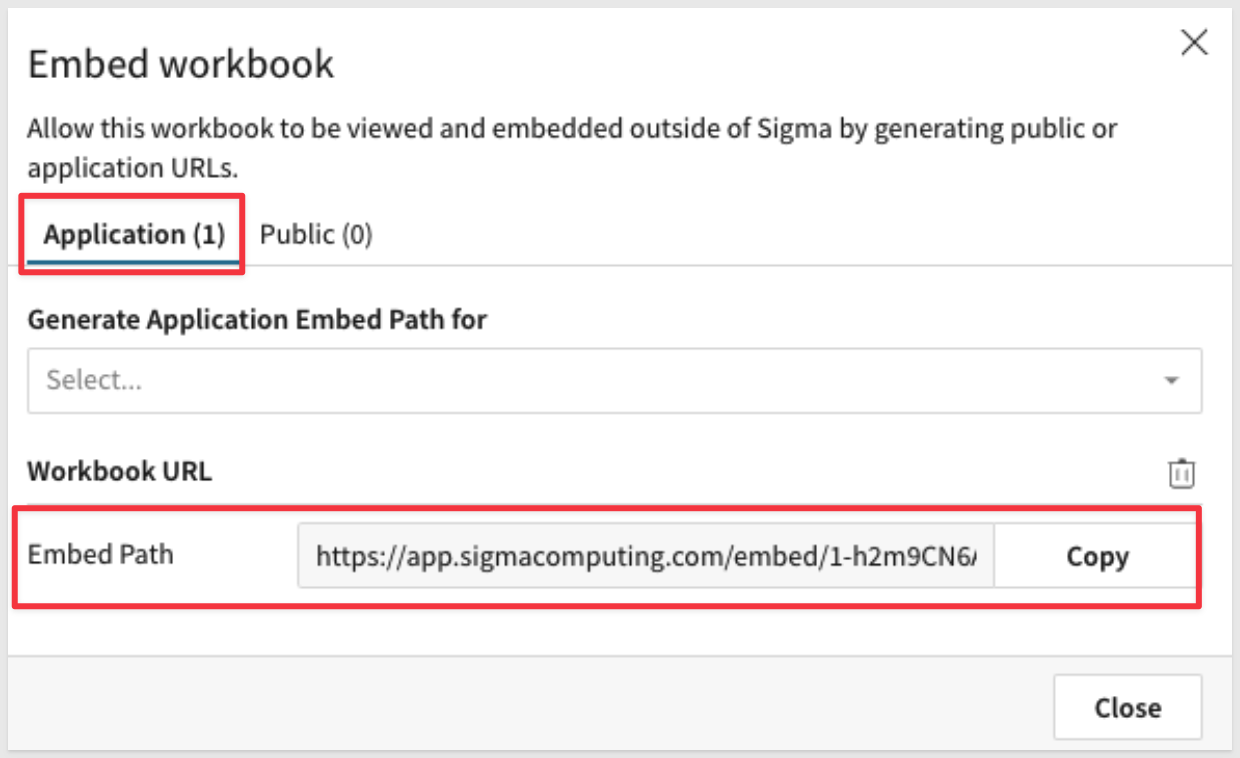 Embed workbook
Allow this workbook to be viewed and embedded outside of Sigma by generating public or
application URLs.
Application (1) Public (0)
Generate Application Embed Path for
Select...
Workbook URL
Embed Path https://app.sigmacomputing.com/embed/1-h2m9CN6 Copy
Close